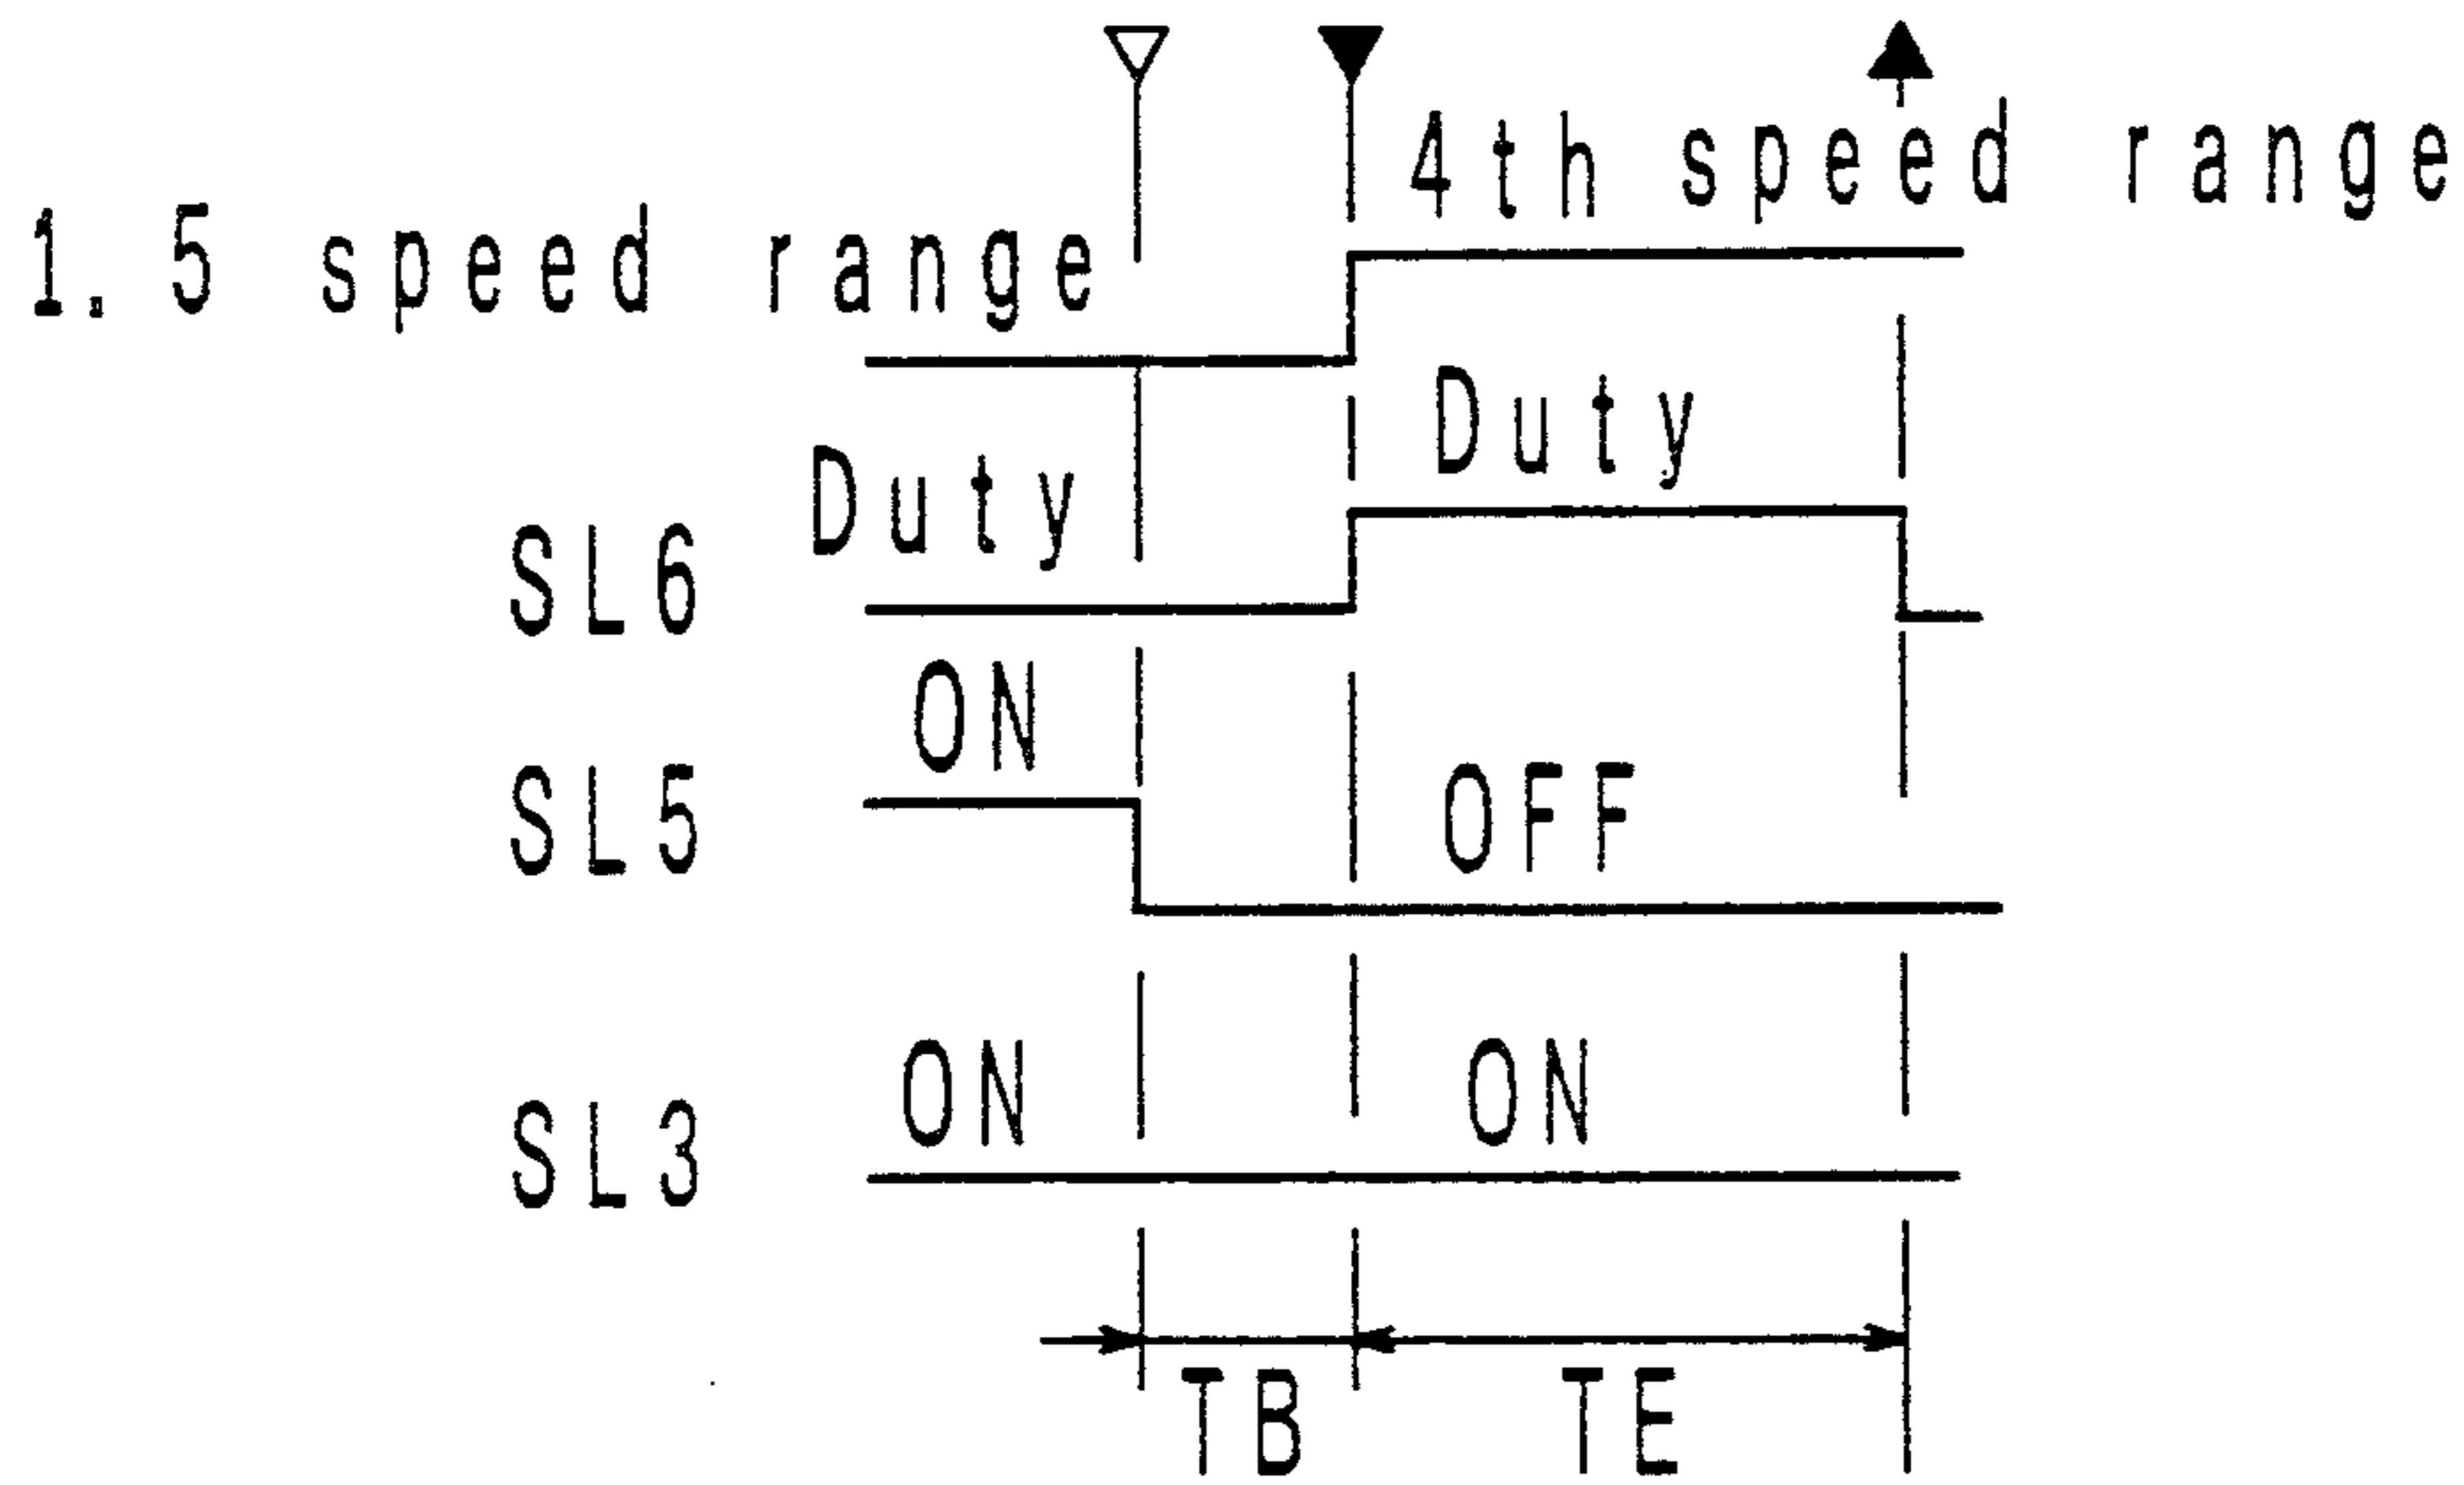 4th speed range
1.5 speed range
Duty
Duty
SL6
ON
SL5
OFF
ON
ON
SL3
TB
TE